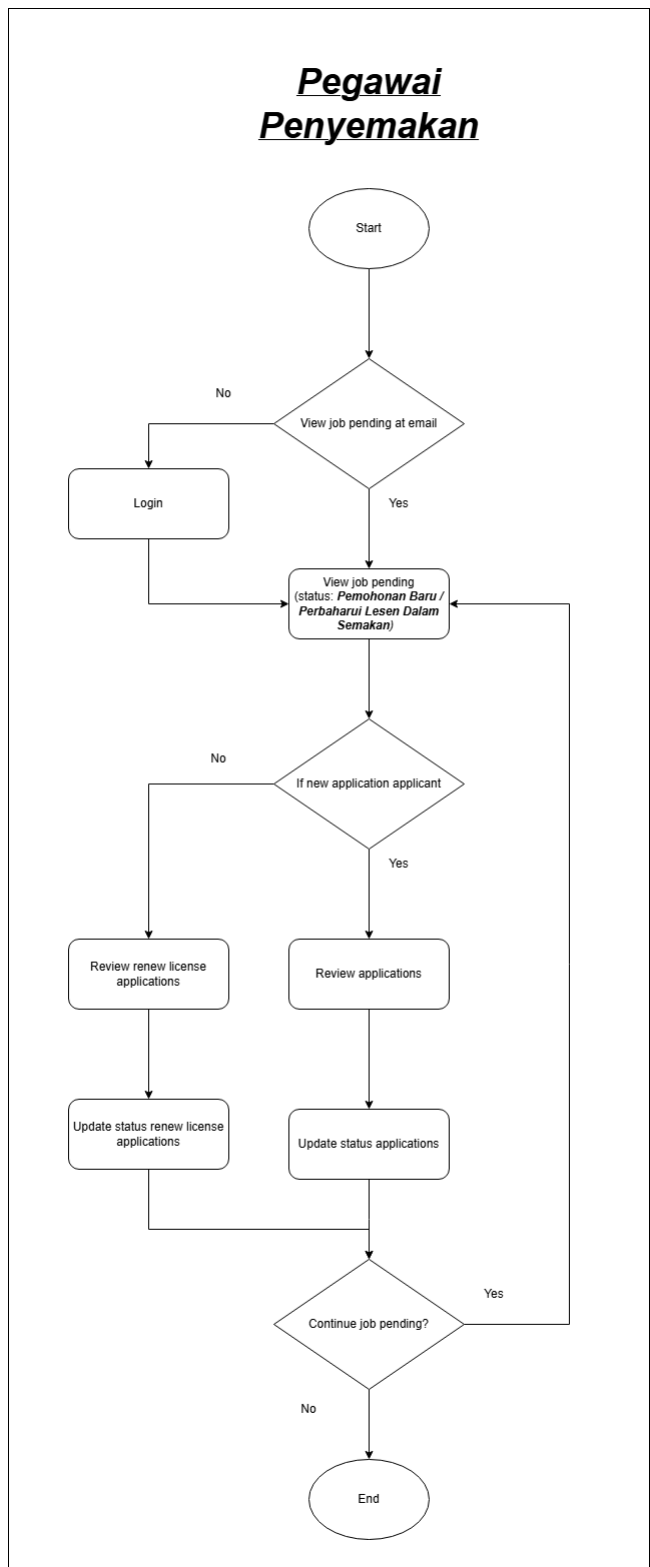 Pegawai
Penyemakan
Start
No
View job pending at email
Login
Yes
View job pending
(status: Pemohonan Baru /
Perbaharui Lesen Dalam
Semakan)
No
If new application applicant
Yes
Review renew license
applications
Review applications
Update status renew license
applications
Update status applications
Yes
Continue job pending?
No
End